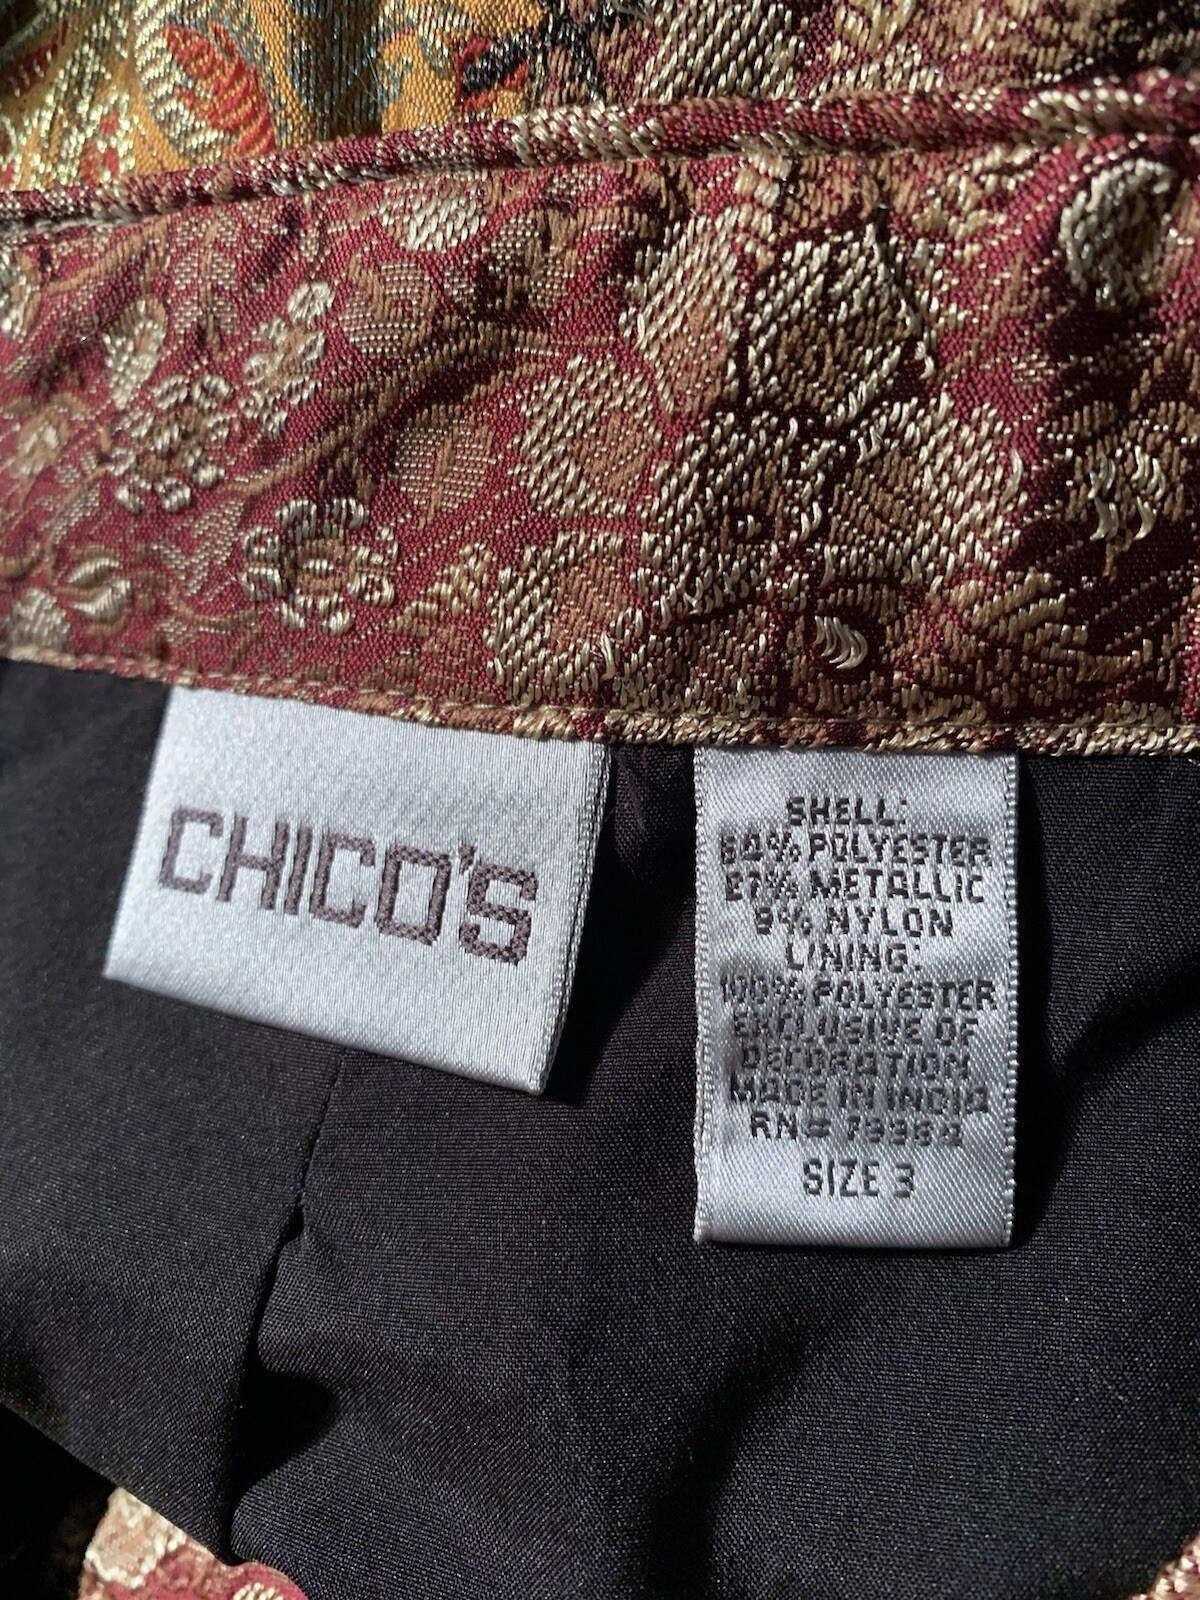 CHICO'S
SHELL:
64% POLYESTER
27% METALLIC
9% NYLON
LINING:
100% POLYESTER
EXCLUSIVE OF
DECORATION
MADE IN INDIA
RN#
SIZE 3